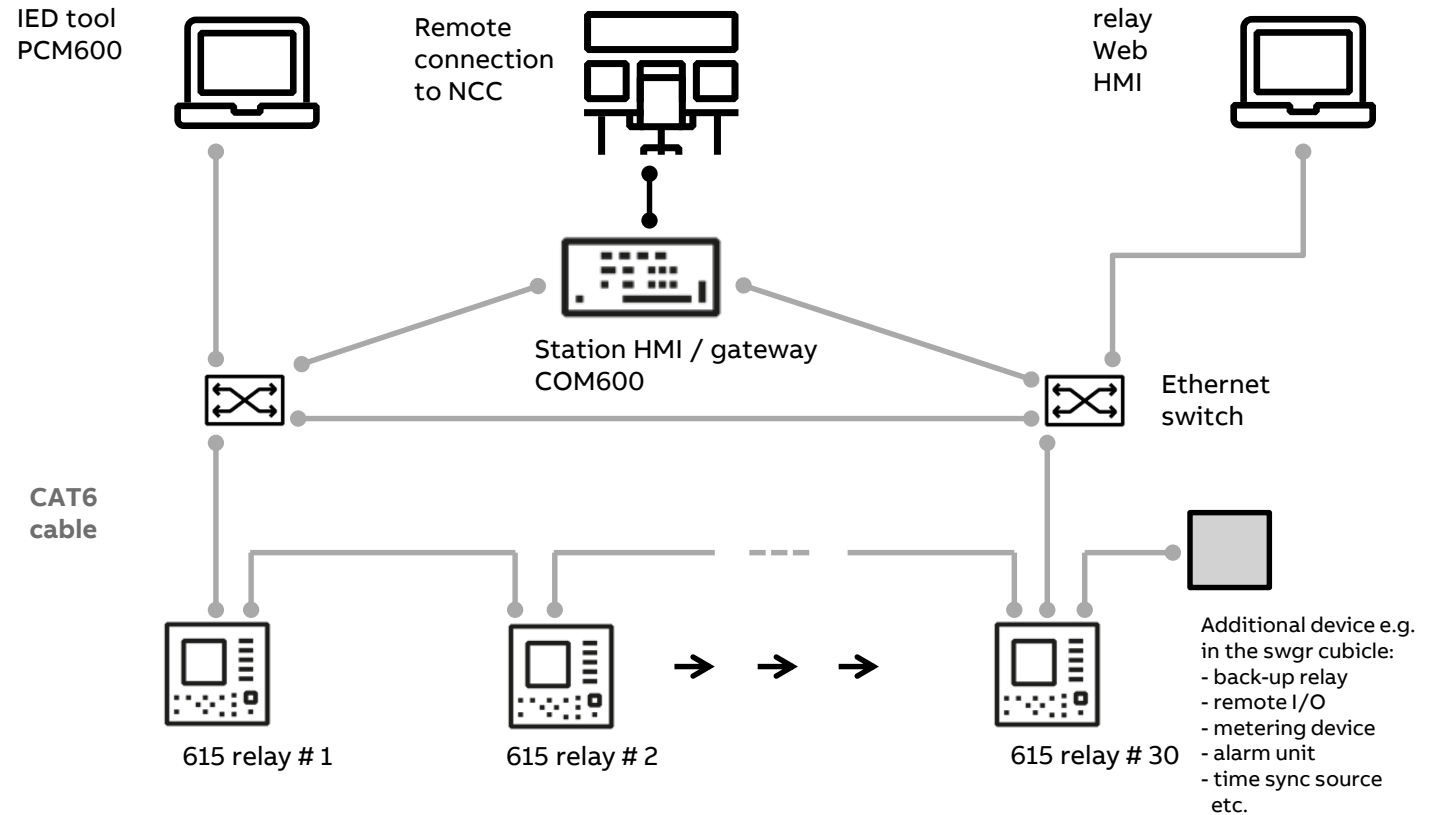 IED tool
PCM600
Remote
connection
to NCC
relay
Web
HMI
Station HMI / gateway
COM600
Ethernet
switch
CAT6
cable
615 relay # 1
615 relay # 2
615 relay # 30
Additional device e.g.
in the swgr cubicle:
- back-up relay
- remote I/O
- metering device
- alarm unit
- time sync source
etc.